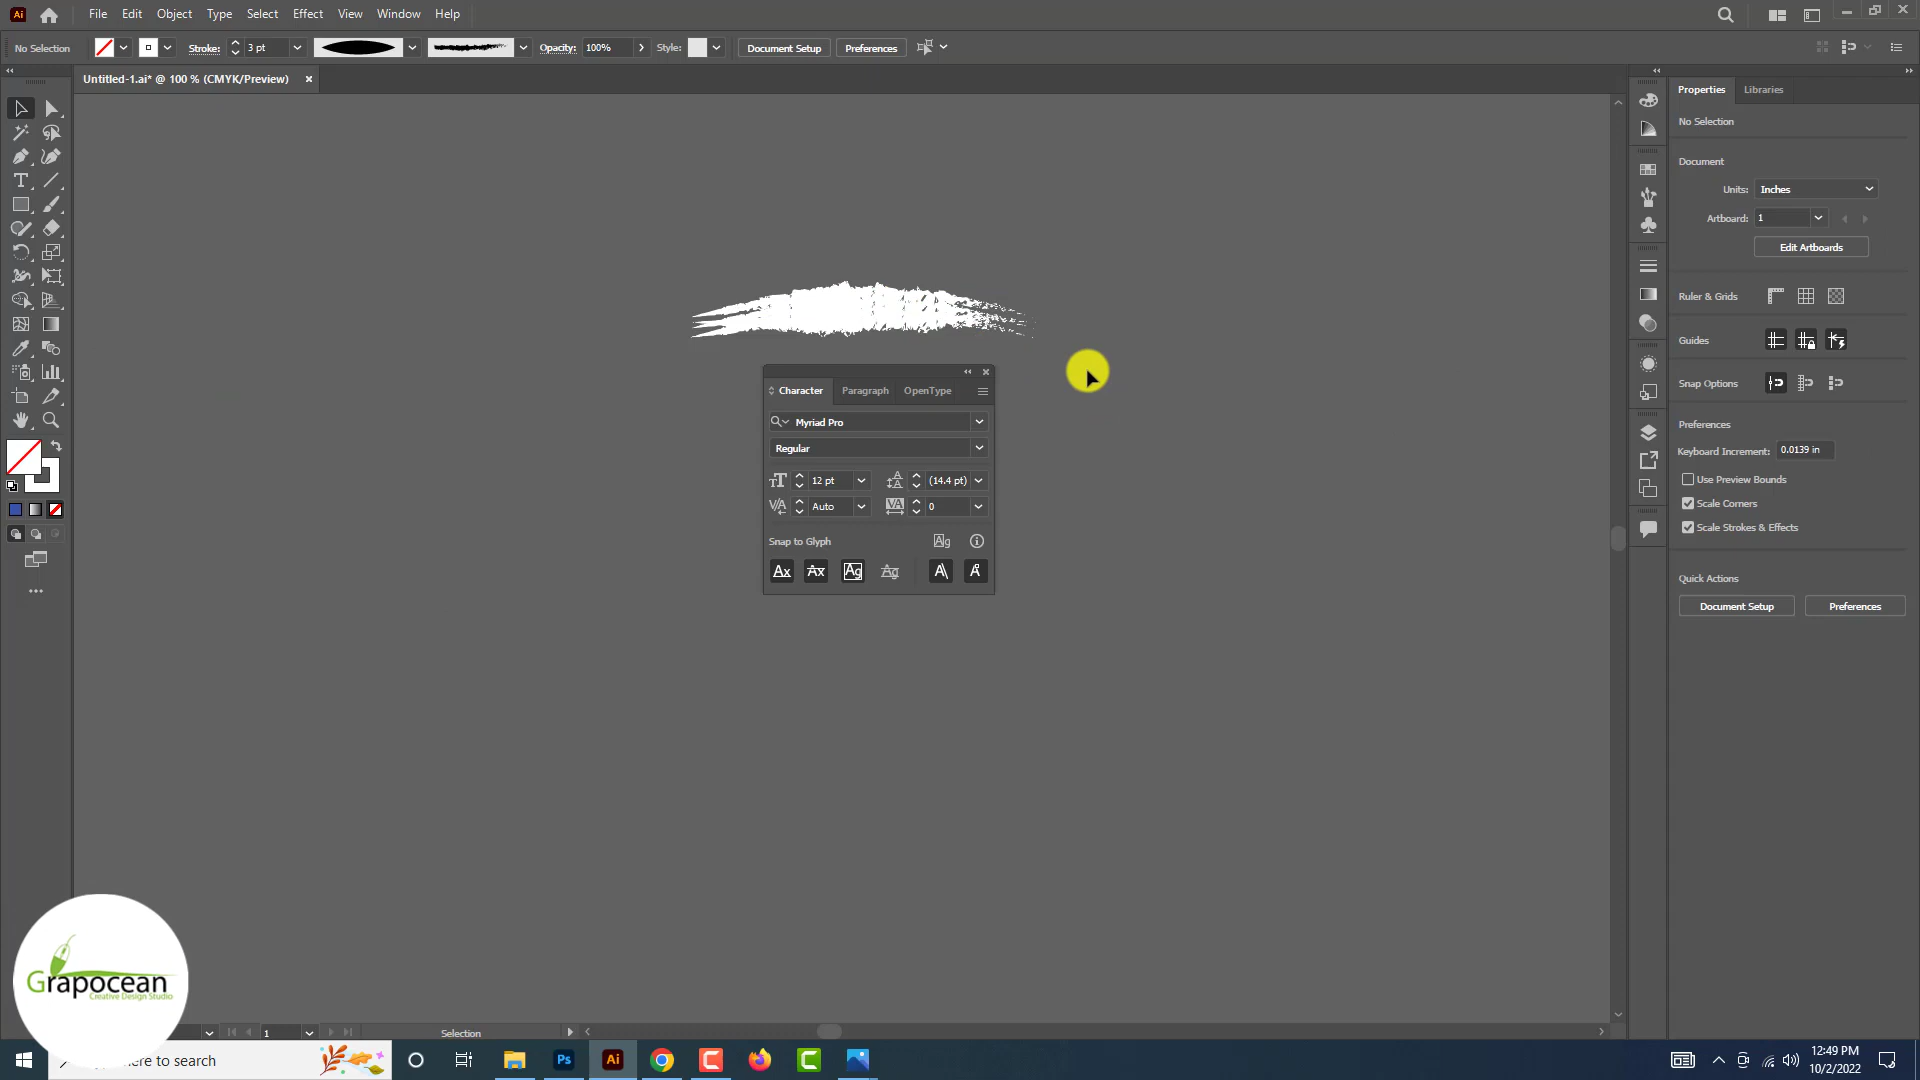 Ai File Edit Object Type Select Effect View Window Help
No Selection Stroke: 3 pt Opacity: 100% Style: Document Setup Preferences
Untitled-1.ai* @ 100 % (CMYK/Preview)
Properties Libraries
No Selection
Document
Units: Inches
Artboard: 1
Edit Artboards
Ruler & Grids
Guides
Snap Options
Preferences
Keyboard Increment: 0.0139 in
Use Preview Bounds
Scale Corners
Scale Strokes & Effects
Quick Actions
Document Setup Preferences
Character Paragraph OpenType
Myriad Pro
Regular
12 pt (14.4 pt)
Auto 0
Snap to Glyph
Grapocean
Creative Design Studio
1 Selection
here to search
Ps Ai
12:49 PM
10/2/2022